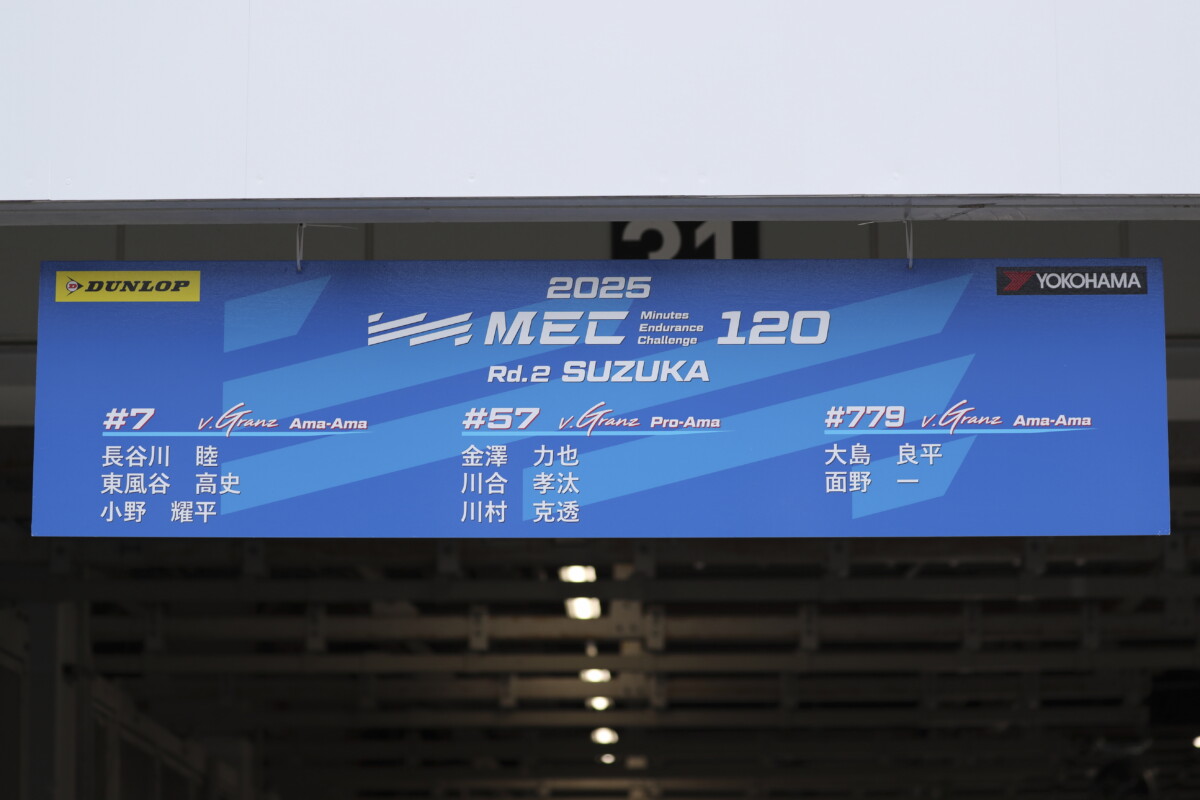 31
DUNLOP
YOKOHAMA
2025
MEC Minutes Endurance Challenge 120
Rd.2 SUZUKA
#7 v.Granz Ama-Ama
長谷川 睦
東風谷 高史
小野 耀平
#57 v.Granz Pro-Ama
金澤 力也
川合 孝汰
川村 克透
#779 v.Granz Ama-Ama
大島 良平
面野 一